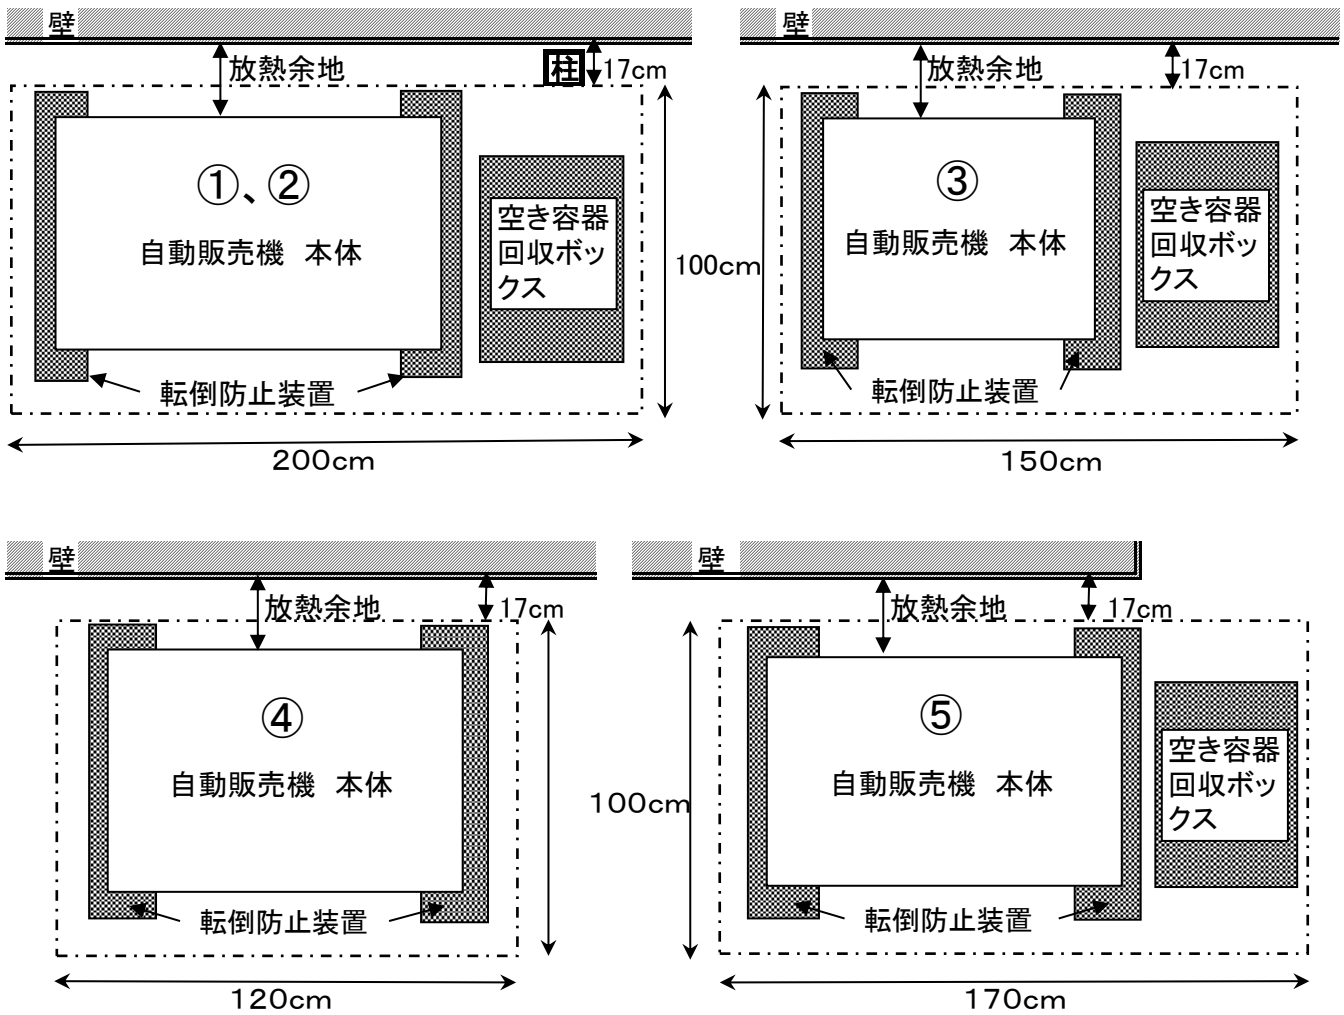 壁
柱
17cm
放熱余地
①、②
自動販売機 本体
空き容器
回収ボッ
クス
転倒防止装置
100cm
200cm
壁
放熱余地
17cm
③
自動販売機 本体
空き容器
回収ボッ
クス
転倒防止装置
150cm
壁
放熱余地
17cm
④
自動販売機 本体
転倒防止装置
100cm
120cm
壁
放熱余地
17cm
⑤
自動販売機 本体
空き容器
回収ボッ
クス
転倒防止装置
170cm